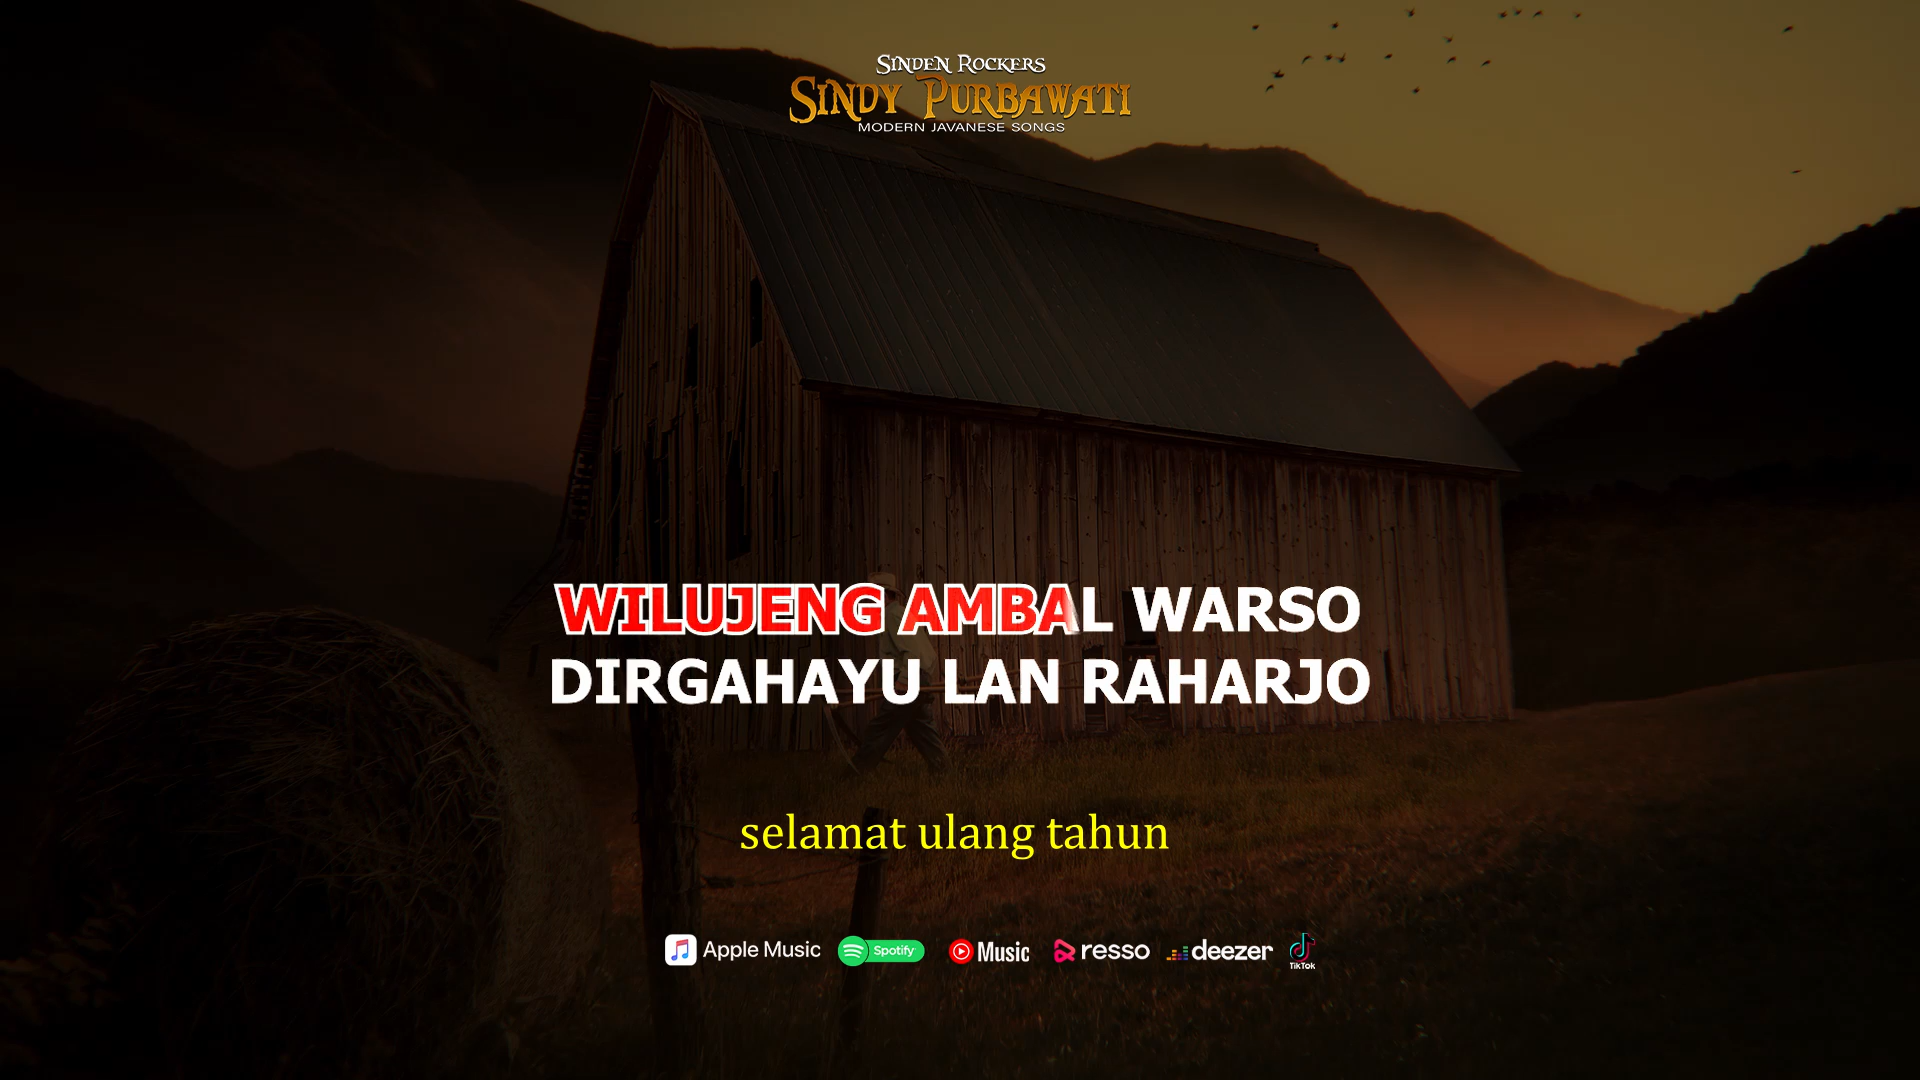 SINDEN ROCKERS
SINDY PURBAWATI
MODERN JAVANESE SONGS
WILUJENG AMBAL WARSO
DIRGAHAYU LAN RAHARJO
selamat ulang tahun
Apple Music Spotify Music resso deezer TikTok